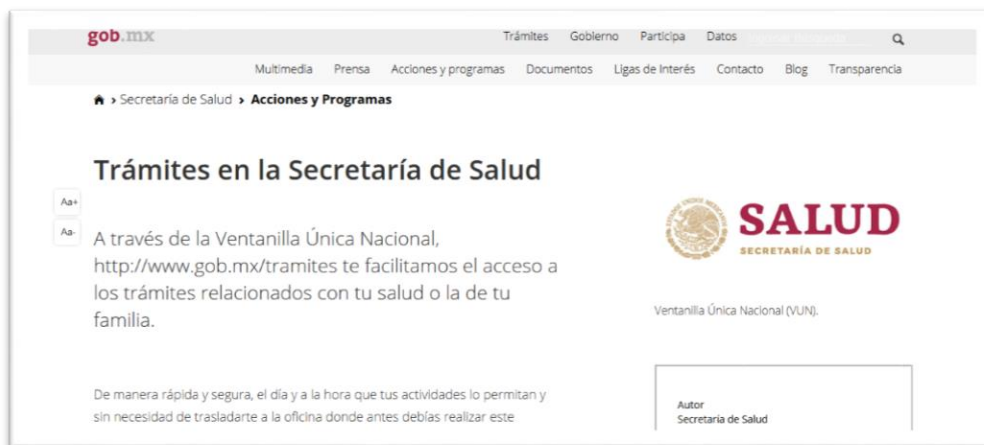 gob.mx
Trámites Gobierno Participa Datos
Multimedia Prensa Acciones y programas Documentos Ligas de Interés Contacto Blog Transparencia
> Secretaría de Salud > Acciones y Programas
Trámites en la Secretaría de Salud
Aa+
Aa-
A través de la Ventanilla Única Nacional,
http://www.gob.mx/tramites te facilitamos el acceso a
los trámites relacionados con tu salud o la de tu
familia.
De manera rápida y segura, el día y a la hora que tus actividades lo permitan y
sin necesidad de trasladarte a la oficina donde antes debías realizar este
SALUD
SECRETARÍA DE SALUD
Ventanilla Única Nacional (VUN).
Autor
Secretaría de Salud